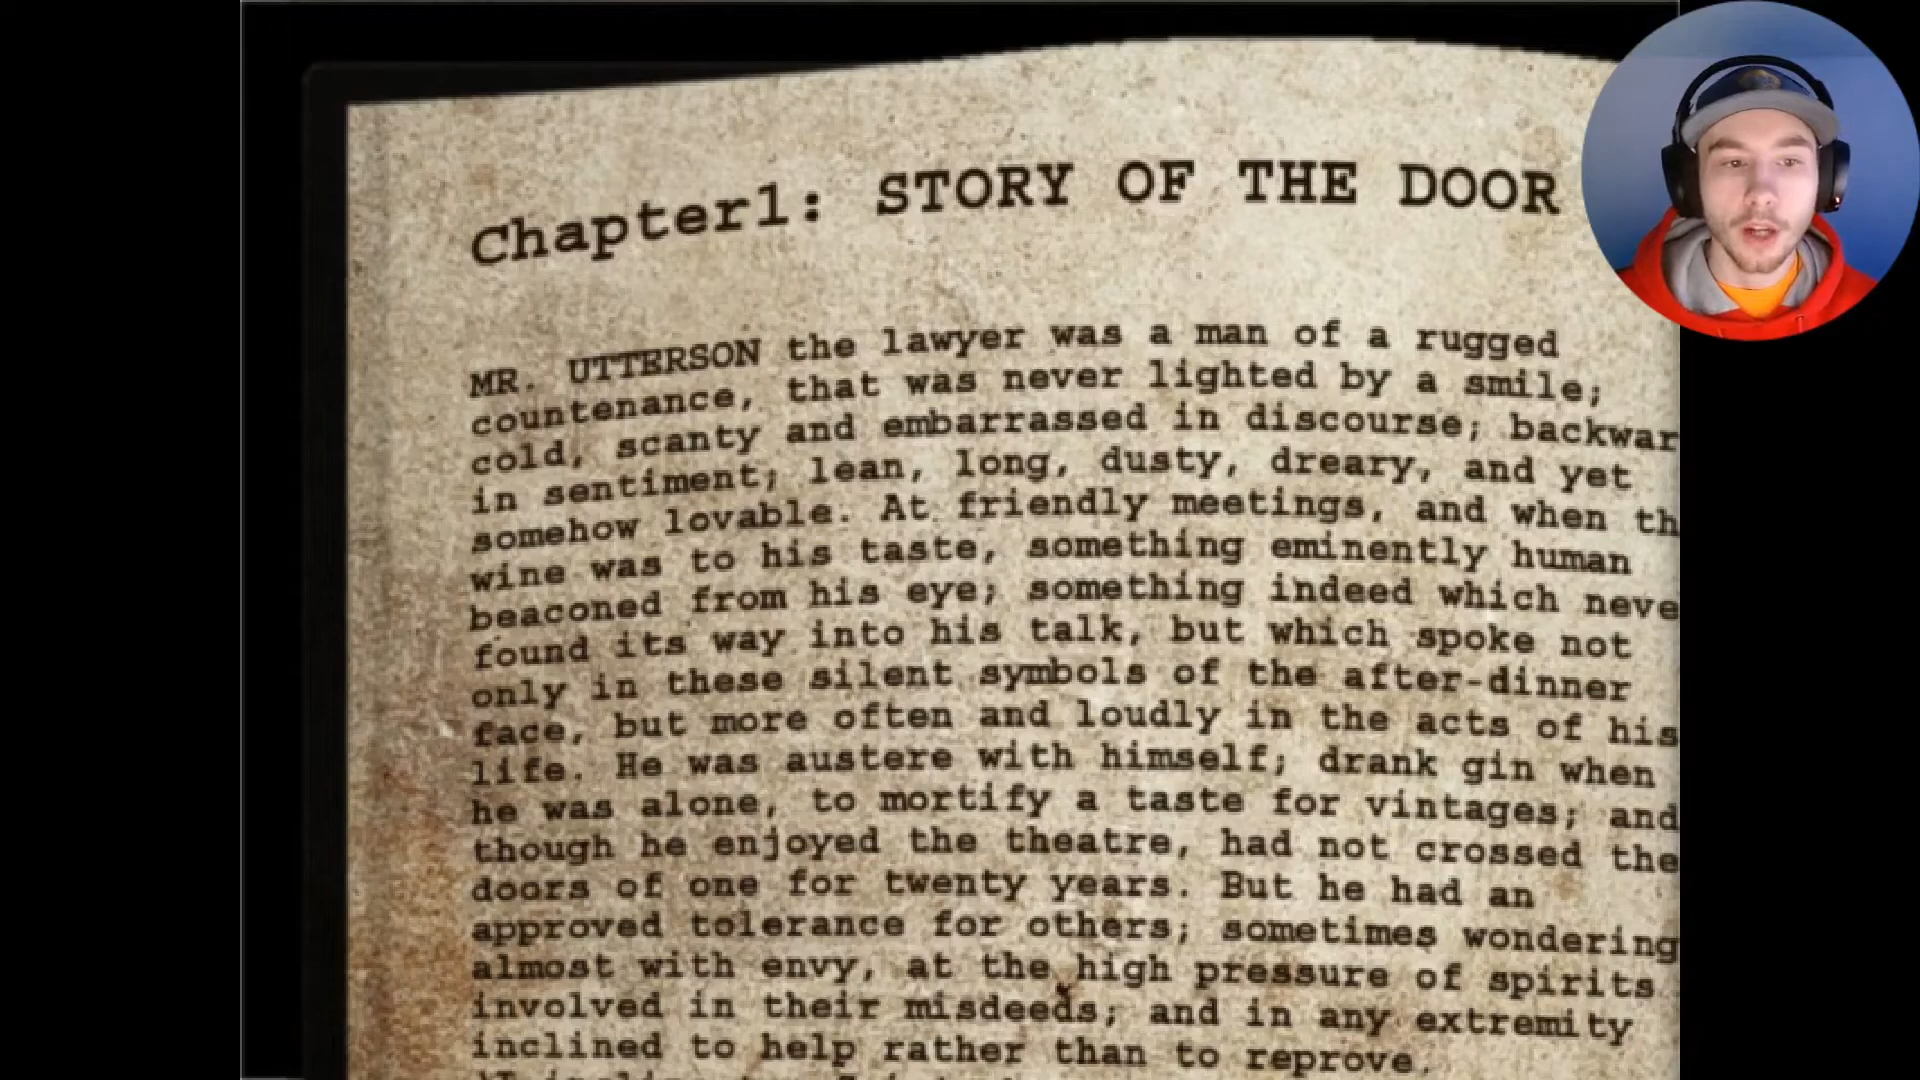 Chapter1: STORY OF THE DOOR
MR. UTTERSON the lawyer was a man of a rugged
countenance, that was never lighted by a smile;
cold, scanty and embarrassed in discourse; backwar
in sentiment; lean, long, dusty, dreary, and yet
somehow lovable. At friendly meetings, and when th
wine was to his taste, something eminently human
beaconed from his eye; something indeed which neve
found its way into his talk, but which spoke not
only in these silent symbols of the after-dinner
face, but more often and loudly in the acts of his
life. He was austere with himself; drank gin when
he was alone, to mortify a taste for vintages; and
though he enjoyed the theatre, had not crossed the
doors of one for twenty years. But he had an
approved tolerance for others; sometimes wondering
almost with envy, at the high pressure of spirits
involved in their misdeeds; and in any extremity
inclined to help rather than to reprove.